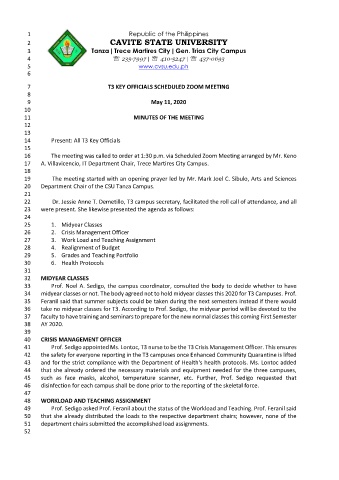 1 Republic of the Philippines
2 CAVITE STATE UNIVERSITY
3 Tanza | Trece Martires City | Gen. Trias City Campus
4 ☏ 235-7997 | ☏ 410-5247 | ☏ 437-0693
5 www.cvsu.edu.ph
6
7 T3 KEY OFFICIALS SCHEDULED ZOOM MEETING
8
9 May 11, 2020
10
11 MINUTES OF THE MEETING
12
13
14 Present: All T3 Key Officials
15
16 The meeting was called to order at 1:30 p.m. via Scheduled Zoom Meeting arranged by Mr. Keno
17 A. Villavicencio, IT Department Chair, Trece Martires City Campus.
18
19 The meeting started with an opening prayer led by Mr. Mark Joel C. Sibulo, Arts and Sciences
20 Department Chair of the CSU Tanza Campus.
21
22 Dr. Jessie Anne T. Demetillo, T3 campus secretary, facilitated the roll call of attendance, and all
23 were present. She likewise presented the agenda as follows:
24
25 1. Midyear Classes
26 2. Crisis Management Officer
27 3. Work Load and Teaching Assignment
28 4. Realignment of Budget
29 5. Grades and Teaching Portfolio
30 6. Health Protocols
31
32 MIDYEAR CLASSES
33 Prof. Noel A. Sedigo, the campus coordinator, consulted the body to decide whether to have
34 midyear classes or not. The body agreed not to hold midyear classes this 2020 for T3 Campuses. Prof.
35 Feranil said that summer subjects could be taken during the next semesters instead if there would
36 take no midyear classes for T3. According to Prof. Sedigo, the midyear period will be devoted to the
37 faculty to have training and seminars to prepare for the new normal classes this coming First Semester
38 AY 2020.
39
40 CRISIS MANAGEMENT OFFICER
41 Prof. Sedigo appointed Ms. Lontoc, T3 nurse to be the T3 Crisis Management Officer. This ensures
42 the safety for everyone reporting in the T3 campuses once Enhanced Community Quarantine is lifted
43 and for the strict compliance with the Department of Health's health protocols. Ms. Lontoc added
44 that she already ordered the necessary materials and equipment needed for the three campuses,
45 such as face masks, alcohol, temperature scanner, etc. Further, Prof. Sedigo requested that
46 disinfection for each campus shall be done prior to the reporting of the skeletal force.
47
48 WORKLOAD AND TEACHING ASSIGNMENT
49 Prof. Sedigo asked Prof. Feranil about the status of the Workload and Teaching. Prof. Feranil said
50 that she already distributed the loads to the respective department chairs; however, none of the
51 department chairs submitted the accomplished load assignments.
52